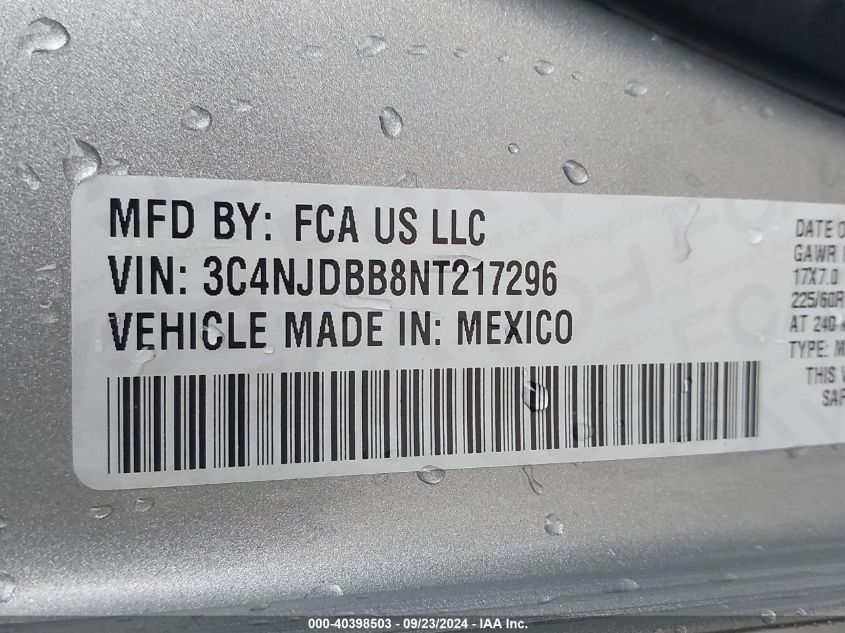 MFD BY: FCA US LLC
VIN: 3C4NJDBB8NT217296
VEHICLE MADE IN: MEXICO
DATE O
GAWR
17X7.0
225/60R
AT 240
TYPE: M
THIS
SAF
000-40398503 - 09/23/2024 - IAA Inc.